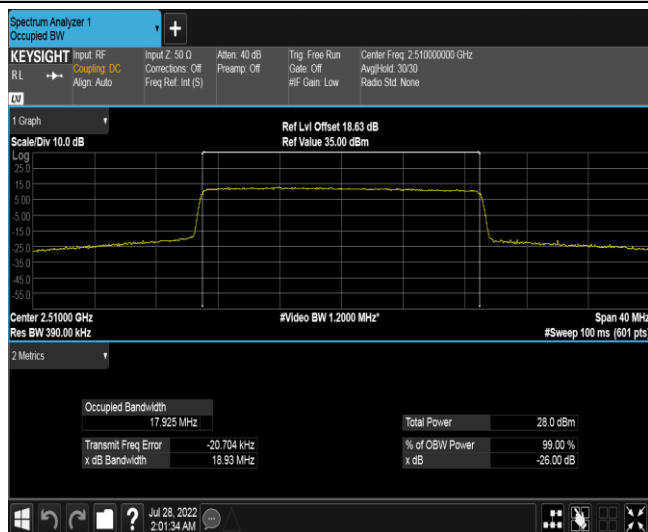 Spectrum Analyzer 1
Occupied BW
+
KEYSIGHT
RL
LXI
Input: RF
Coupling: DC
Align: Auto
Input Z: 50 Ω
Corrections: Off
Freq Ref: Int (S)
Atten: 40 dB
Preamp: Off
Trig: Free Run
Gate: Off
#IF Gain: Low
Center Freq: 2.510000000 GHz
Avg|Hold: 30/30
Radio Std: None
1 Graph
Scale/Div 10.0 dB
Ref Lvl Offset 18.63 dB
Ref Value 35.00 dBm
Log
25.0
15.0
5.00
-5.00
-15.0
-25.0
-35.0
-45.0
-55.0
Center 2.51000 GHz
Res BW 390.00 kHz
#Video BW 1.2000 MHz*
Span 40 MHz
#Sweep 100 ms (601 pts)
2 Metrics
Occupied Bandwidth
17.925 MHz
Transmit Freq Error -20.704 kHz
x dB Bandwidth 18.93 MHz
Total Power 28.0 dBm
% of OBW Power 99.00 %
x dB -26.00 dB
?
Jul 28, 2022
2:01:34 AM